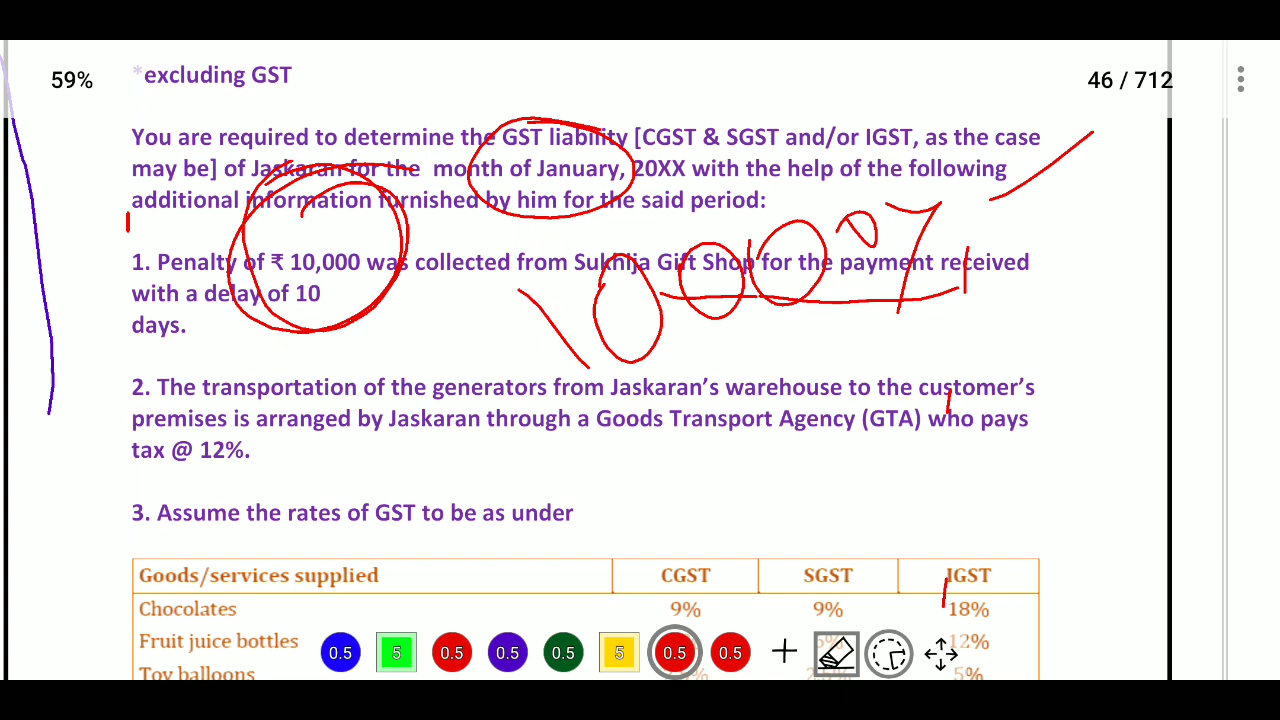 59%
*excluding GST
46 / 712
You are required to determine the GST liability [CGST & SGST and/or IGST, as the case
may be] of Jaskaran for the month of January, 20XX with the help of the following
additional information furnished by him for the said period:
1. Penalty of ₹ 10,000 was collected from Sukhija Gift Shop for the payment received
with a delay of 10
days.
2. The transportation of the generators from Jaskaran's warehouse to the customer's
premises is arranged by Jaskaran through a Goods Transport Agency (GTA) who pays
tax @ 12%.
3. Assume the rates of GST to be as under
Goods/services supplied CGST SGST IGST
Chocolates 9% 9% 18%
Fruit juice bottles 12%
Toy balloons 5%
0.5 5 0.5 0.5 0.5 5 0.5 0.5